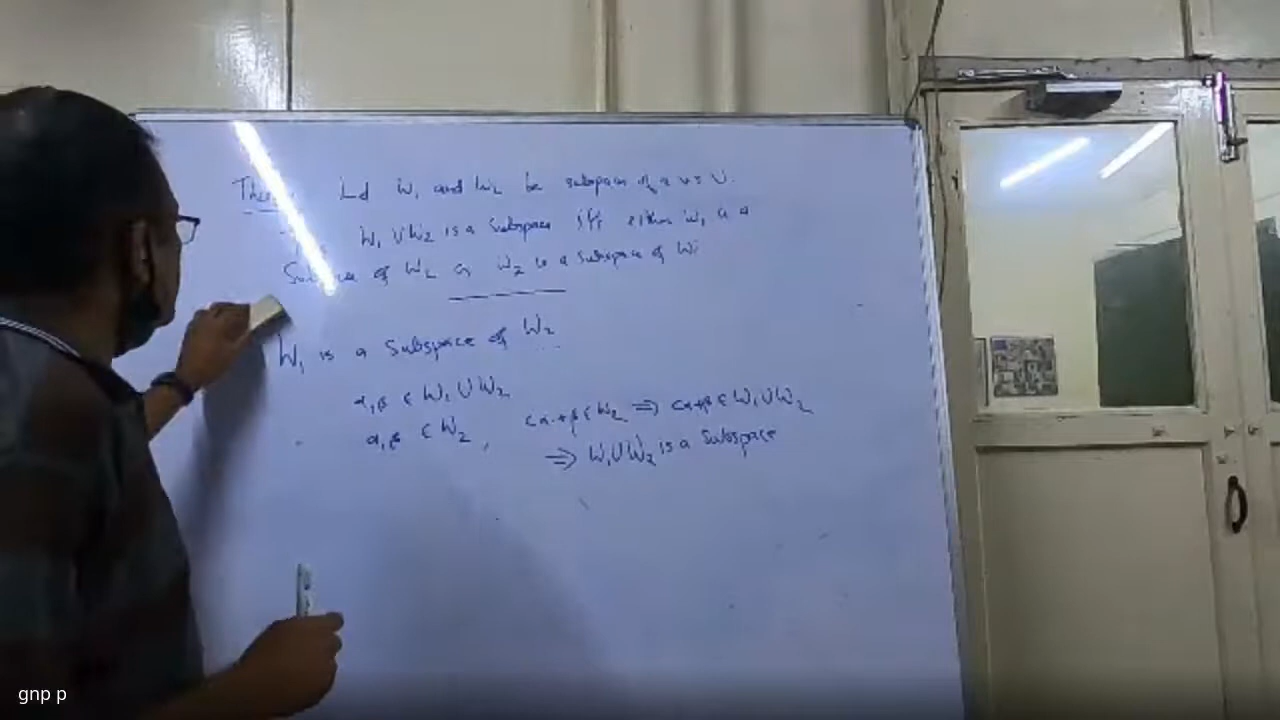 Let W₁ and W₂ be subspaces of a v s V.
W₁ ∪ W₂ is a Subspace iff either W₁ is a
Subspace of W₂ or W₂ is a subspace of W₁
W₁ is a Subspace of W₂
α,β ∈ W₁ ∪ W₂
α,β ∈ W₂, cα+β ∈ W₂ ⇒ cα+β ∈ W₁ ∪ W₂
⇒ W₁ ∪ W₂ is a Subspace
gnp p